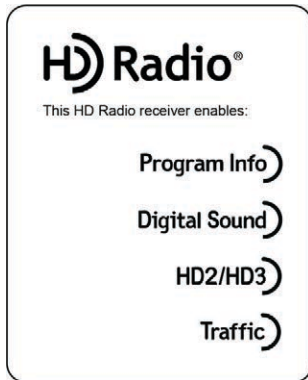 HD Radio®
This HD Radio receiver enables:
Program Info
Digital Sound
HD2/HD3
Traffic